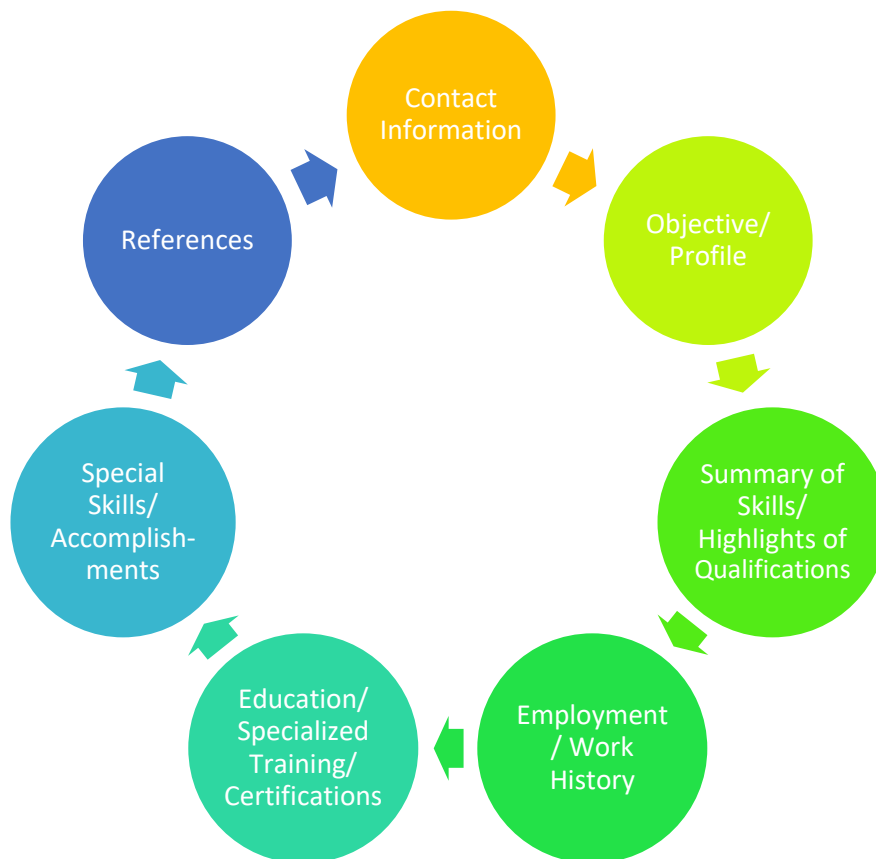 Contact
Information
Objective/
Profile
Summary of
Skills/
Highlights of
Qualifications
Employment
/ Work
History
Education/
Specialized
Training/
Certifications
Special
Skills/
Accomplish-
ments
References